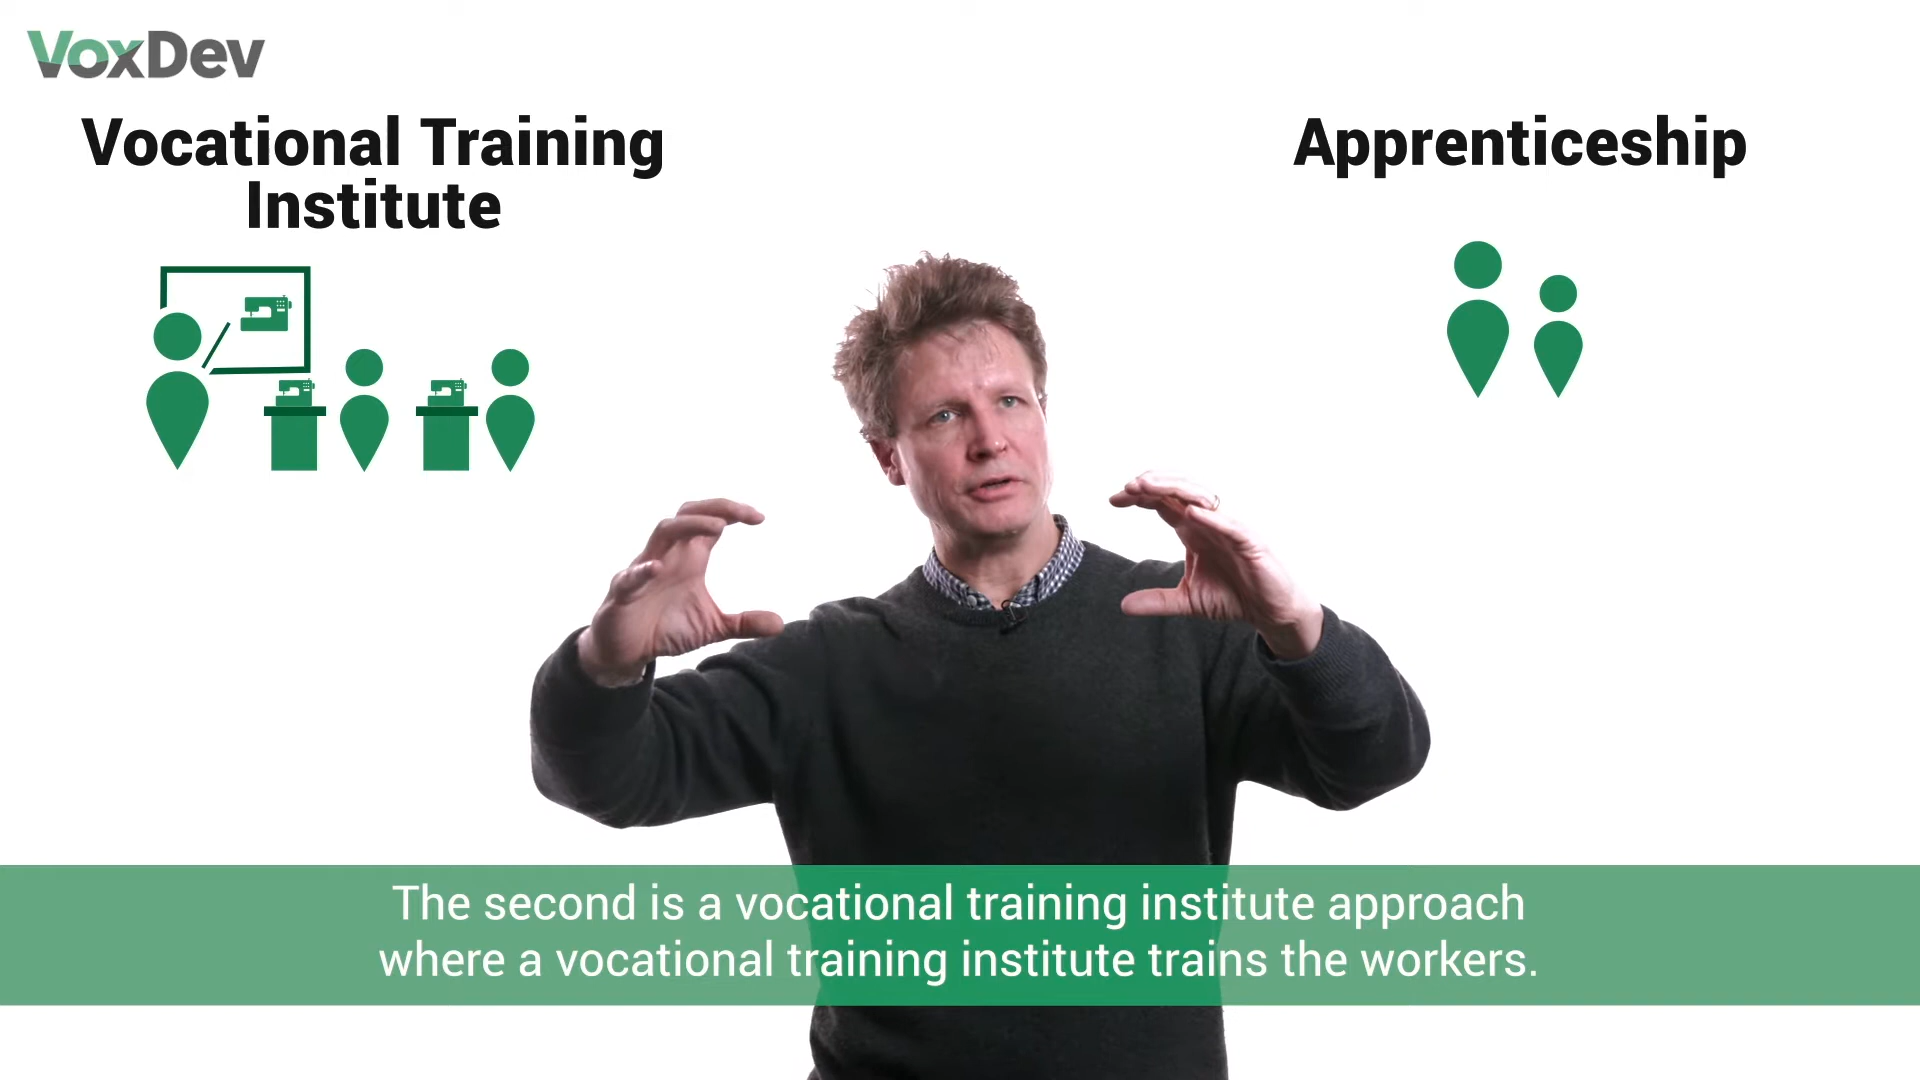 VoxDev
Vocational Training
Institute
Apprenticeship
The second is a vocational training institute approach
where a vocational training institute trains the workers.